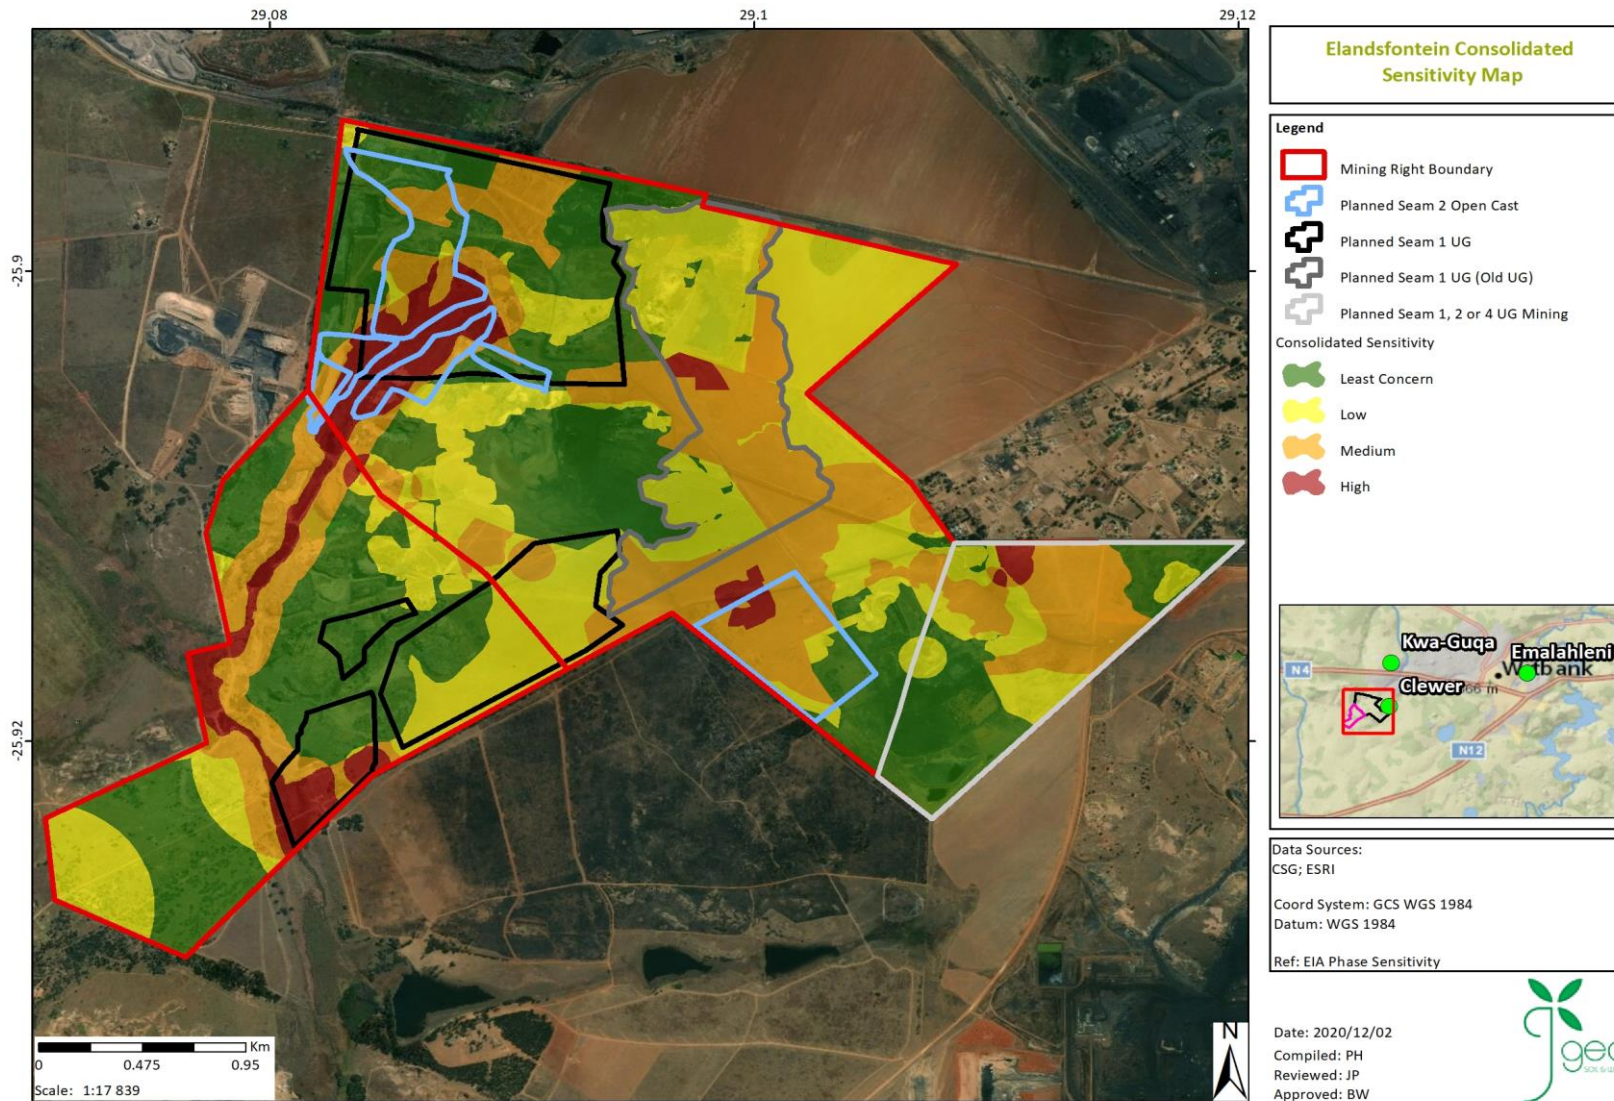 29.08
29.1
29.12
-25.9
-25.92
Elandsfontein Consolidated
Sensitivity Map
Legend
Mining Right Boundary
Planned Seam 2 Open Cast
Planned Seam 1 UG
Planned Seam 1 UG (Old UG)
Planned Seam 1, 2 or 4 UG Mining
Consolidated Sensitivity
Least Concern
Low
Medium
High
Kwa-Guqa
Emalahleni
N4
Clewer
66 m
N12
Data Sources:
CSG; ESRI
Coord System: GCS WGS 1984
Datum: WGS 1984
Ref: EIA Phase Sensitivity
Date: 2020/12/02
Compiled: PH
Reviewed: JP
Approved: BW
Km
0
0.475
0.95
Scale: 1:17 839
N